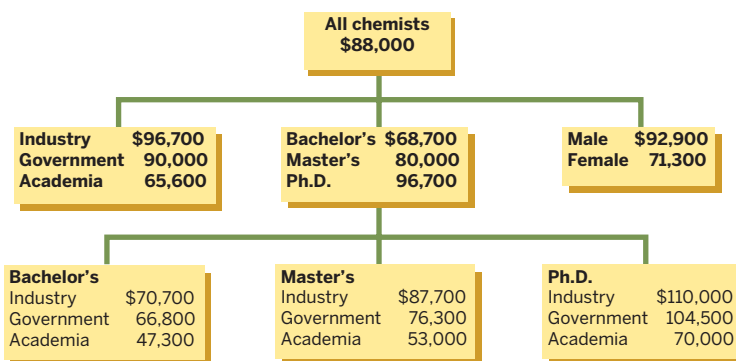 All chemists
$88,000
Industry $96,700
Government 90,000
Academia 65,600
Bachelor's $68,700
Master's 80,000
Ph.D. 96,700
Male $92,900
Female 71,300
Bachelor's
Industry $70,700
Government 66,800
Academia 47,300
Master's
Industry $87,700
Government 76,300
Academia 53,000
Ph.D.
Industry $110,000
Government 104,500
Academia 70,000